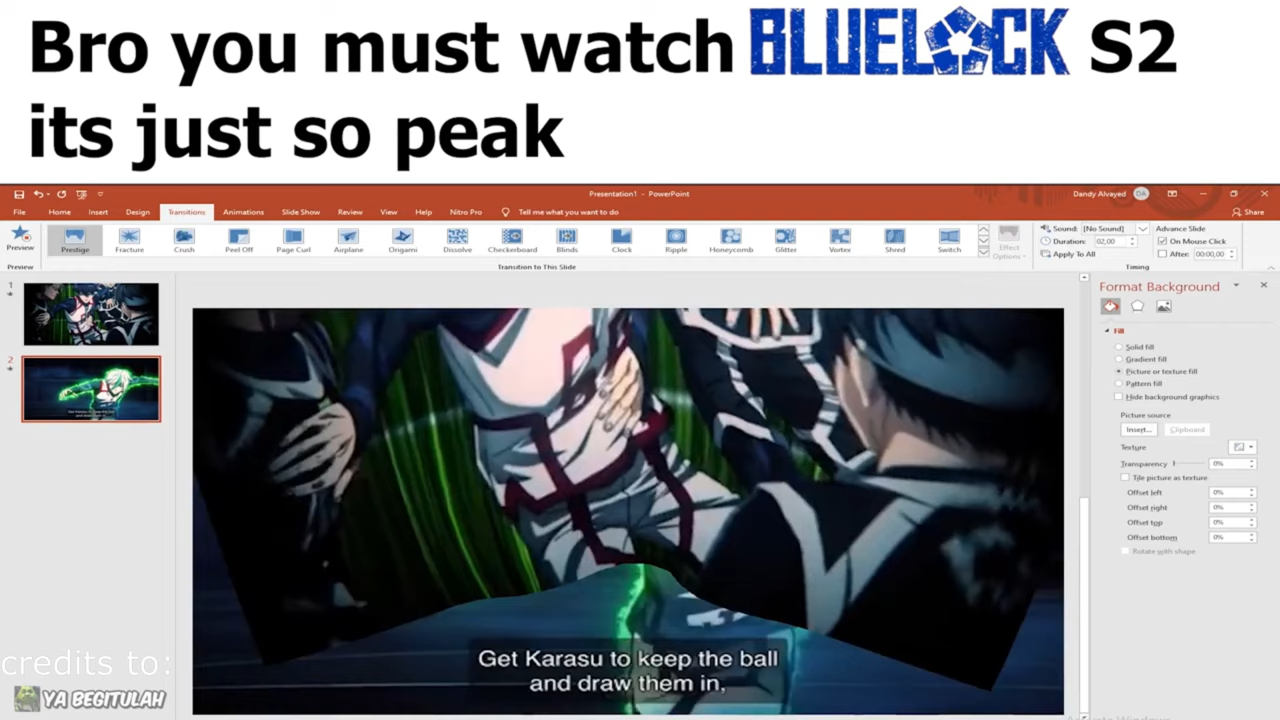 Bro you must watch BLUELOCK S2
its just so peak
Presentation1 - PowerPoint
Dandy Alvayed
DA
File Home Insert Design Transitions Animations Slide Show Review View Help Nitro Pro Tell me what you want to do
Share
Preview
Prestige Fracture Crush Peel Off Page Curl Airplane Origami Dissolve Checkerboard Blinds Clock Ripple Honeycomb Glitter Vortex Shred Switch
Effect
Options
Sound: [No Sound]
Duration: 02,00
Apply To All
Advance Slide
On Mouse Click
After: 00:00,00
Preview
Transition to This Slide
Timing
1
2
Format Background
Fill
Solid fill
Gradient fill
Picture or texture fill
Pattern fill
Hide background graphics
Picture source
Insert... Clipboard
Texture
Transparency 0%
Tile picture as texture
Offset left 0%
Offset right 0%
Offset top 0%
Offset bottom 0%
Rotate with shape
Get Karasu to keep the ball
and draw them in,
credits to:
YA BEGITULAH